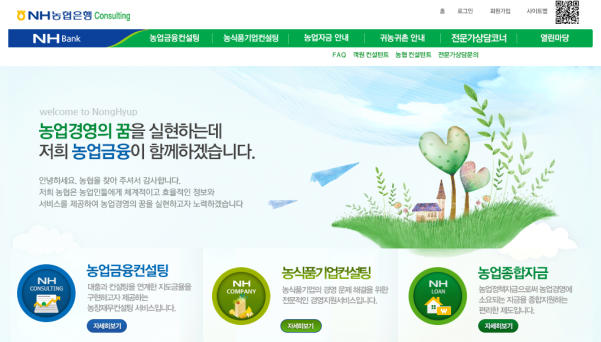 NH농협은행 Consulting
홈 로그인 회원가입 사이트맵
NH Bank
농업금융컨설팅 농식품기업컨설팅 농업자금 안내 귀농귀촌 안내 전문가상담코너 열린마당
FAQ 객원 컨설턴트 농협 컨설턴트 전문가상담문의
welcome to NongHyup
농업경영의 꿈을 실현하는데
저희 농업금융이 함께하겠습니다.
안녕하세요, 농협을 찾아 주셔서 감사합니다.
저희 농협은 농업인들에게 체계적이고 효율적인 정보와
서비스를 제공하여 농업경영의 꿈을 실현하고자 노력하겠습니다
NH
CONSULTING
농업금융컨설팅
대출과 컨설팅을 연계한 지도금융을
구현하고자 제공하는
농장재무컨설팅 서비스입니다.
자세히보기
NH
COMPANY
농식품기업컨설팅
농식품기업의 경영 문제 해결을 위한
전문적인 경영지원서비스입니다.
자세히보기
NH
LOAN
농업종합자금
농업정책자금으로써 농업경영에
소요되는 자금을 종합지원하는
편리한 제도입니다.
자세히보기